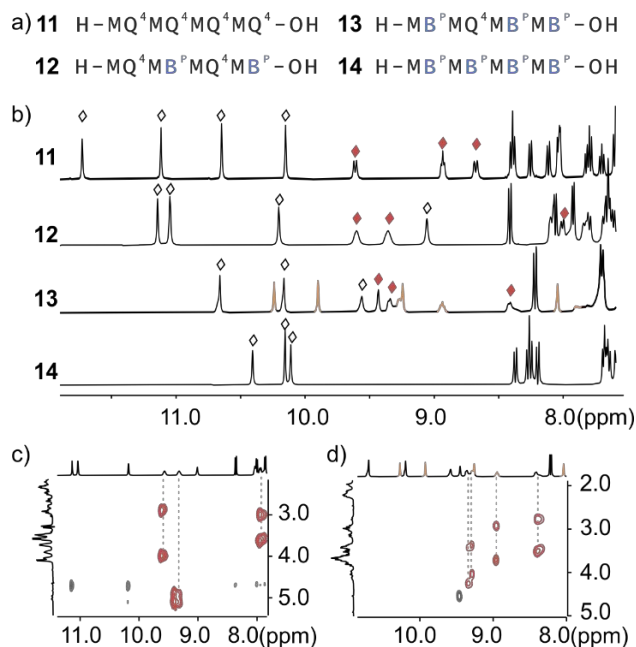 a) 11 H–MQ⁴MQ⁴MQ⁴MQ⁴–OH 13 H–MBᴾMQ⁴MBᴾMBᴾ–OH
12 H–MQ⁴MBᴾMQ⁴MBᴾ–OH 14 H–MBᴾMBᴾMBᴾMBᴾ–OH
b)
11
12
13
14
11.0 10.0 9.0 8.0 (ppm)
c) d)
2.0
3.0 3.0
4.0 4.0
5.0 5.0
11.0 9.0 8.0 (ppm) 10.0 9.0 8.0 (ppm)